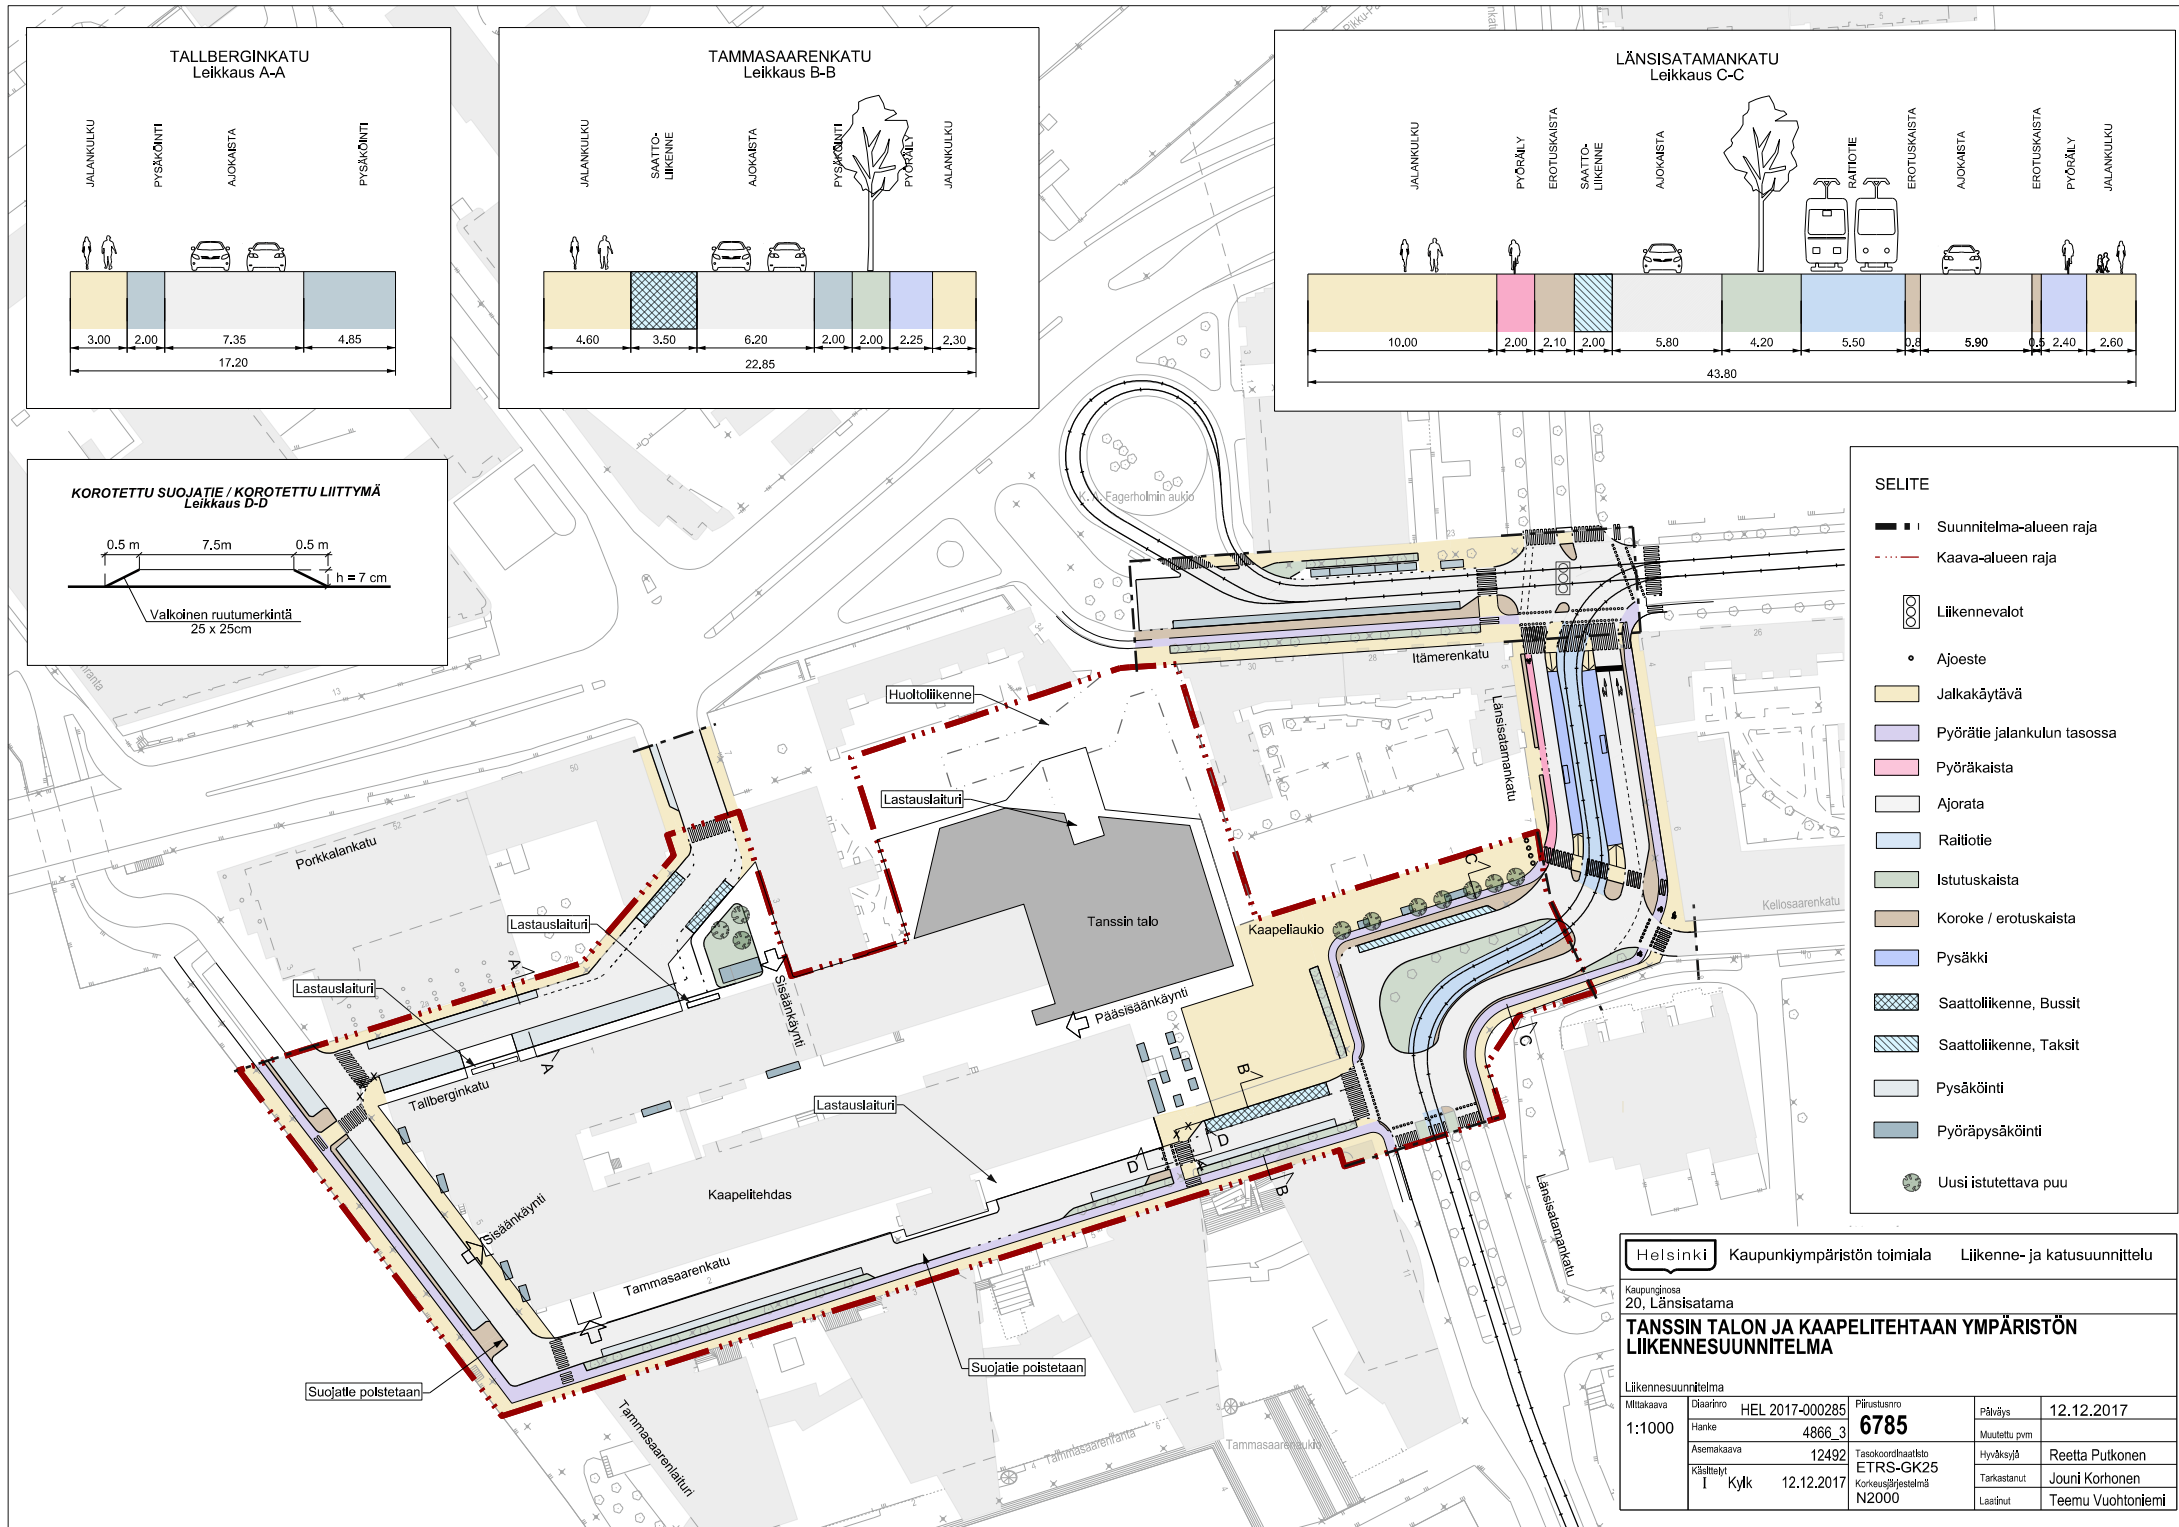 TALLBERGINKATU
Leikkaus A-A
JALANKULKU
PYSÄKÖINTI
AJOKAISTA
PYSÄKÖINTI
3.00 2.00 7.35 4.85
17.20
TAMMASAARENKATU
Leikkaus B-B
JALANKULKU
SAATTO-
LIIKENNE
AJOKAISTA
PYSÄKÖINTI
PYÖRÄILY
JALANKULKU
4.60 3.50 6.20 2.00 2.00 2.25 2.30
22.85
LÄNSISATAMANKATU
Leikkaus C-C
JALANKULKU
PYÖRÄILY
EROTUSKAISTA
SAATTO-
LIIKENNE
AJOKAISTA
RAITIOTIE
EROTUSKAISTA
AJOKAISTA
EROTUSKAISTA
PYÖRÄILY
JALANKULKU
10.00 2.00 2.10 2.00 5.80 4.20 5.50 0.8 5.90 0.5 2.40 2.60
43.80
KOROTETTU SUOJATIE / KOROTETTU LIITTYMÄ
Leikkaus D-D
0.5 m 7.5m 0.5 m
h = 7 cm
Valkoinen ruutumerkintä
25 x 25cm
SELITE
Suunnitelma-alueen raja
Kaava-alueen raja
Liikennevalot
Ajoeste
Jalkakäytävä
Pyörätie jalankulun tasossa
Pyöräkaista
Ajorata
Raitiotie
Istutuskaista
Koroke / erotuskaista
Pysäkki
Saattoliikenne, Bussit
Saattoliikenne, Taksit
Pysäköinti
Pyöräpysäköinti
Uusi istutettava puu
K. A. Fagerholmin aukio
Itämerenkatu
Huoltoliikenne
Lastauslaituri
Länsisatamankatu
Porkkalankatu
Tanssin talo
Kaapeliaukio
Keilosaarenkatu
Lastauslaituri
Lastauslaituri
Sisäänkäynti
Pääsisäänkäynti
Tallberginkatu
Lastauslaituri
Kaapelitehdas
Sisäänkäynti
Tammasaarenkatu
Länsisatamankatu
Suojatie poistetaan
Suojatie poistetaan
Tammasaarenlaituri
Tammasaarenranta
Tammasaarenaukio
A
A
B
B
C
C
D
D
Helsinki Kaupunkiympäristön toimiala Liikenne- ja katusuunnittelu
Kaupunginosa
20, Länsisatama
TANSSIN TALON JA KAAPELITEHTAAN YMPÄRISTÖN
LIIKENNESUUNNITELMA
Liikennesuunnitelma
Mittakaava
1:1000
Diaarinro HEL 2017-000285
Hanke 4866_3
Asemakaava 12492
Käsittelyt
I Kylk 12.12.2017
Piirustusnro
6785
Tasokoordinaatisto
ETRS-GK25
Korkeusjärjestelmä
N2000
Päiväys 12.12.2017
Muutettu pvm
Hyväksyjä Reetta Putkonen
Tarkastanut Jouni Korhonen
Laatinut Teemu Vuohtoniemi